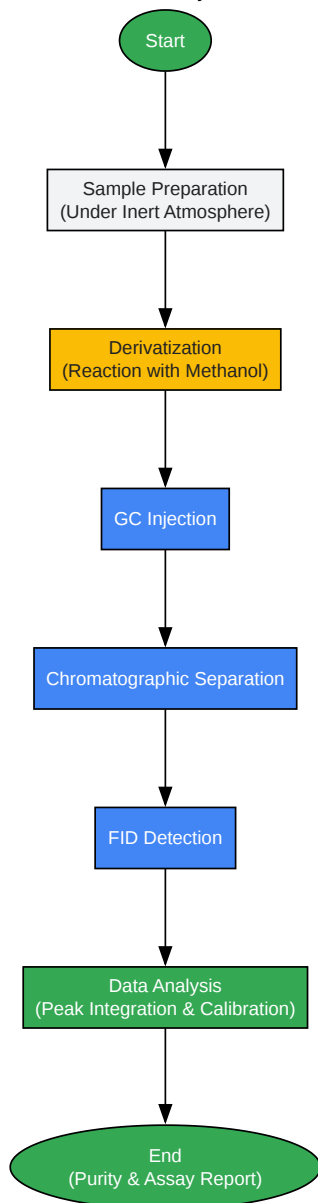 Start
Sample Preparation
(Under Inert Atmosphere)
Derivatization
(Reaction with Methanol)
GC Injection
Chromatographic Separation
FID Detection
Data Analysis
(Peak Integration & Calibration)
End
(Purity & Assay Report)